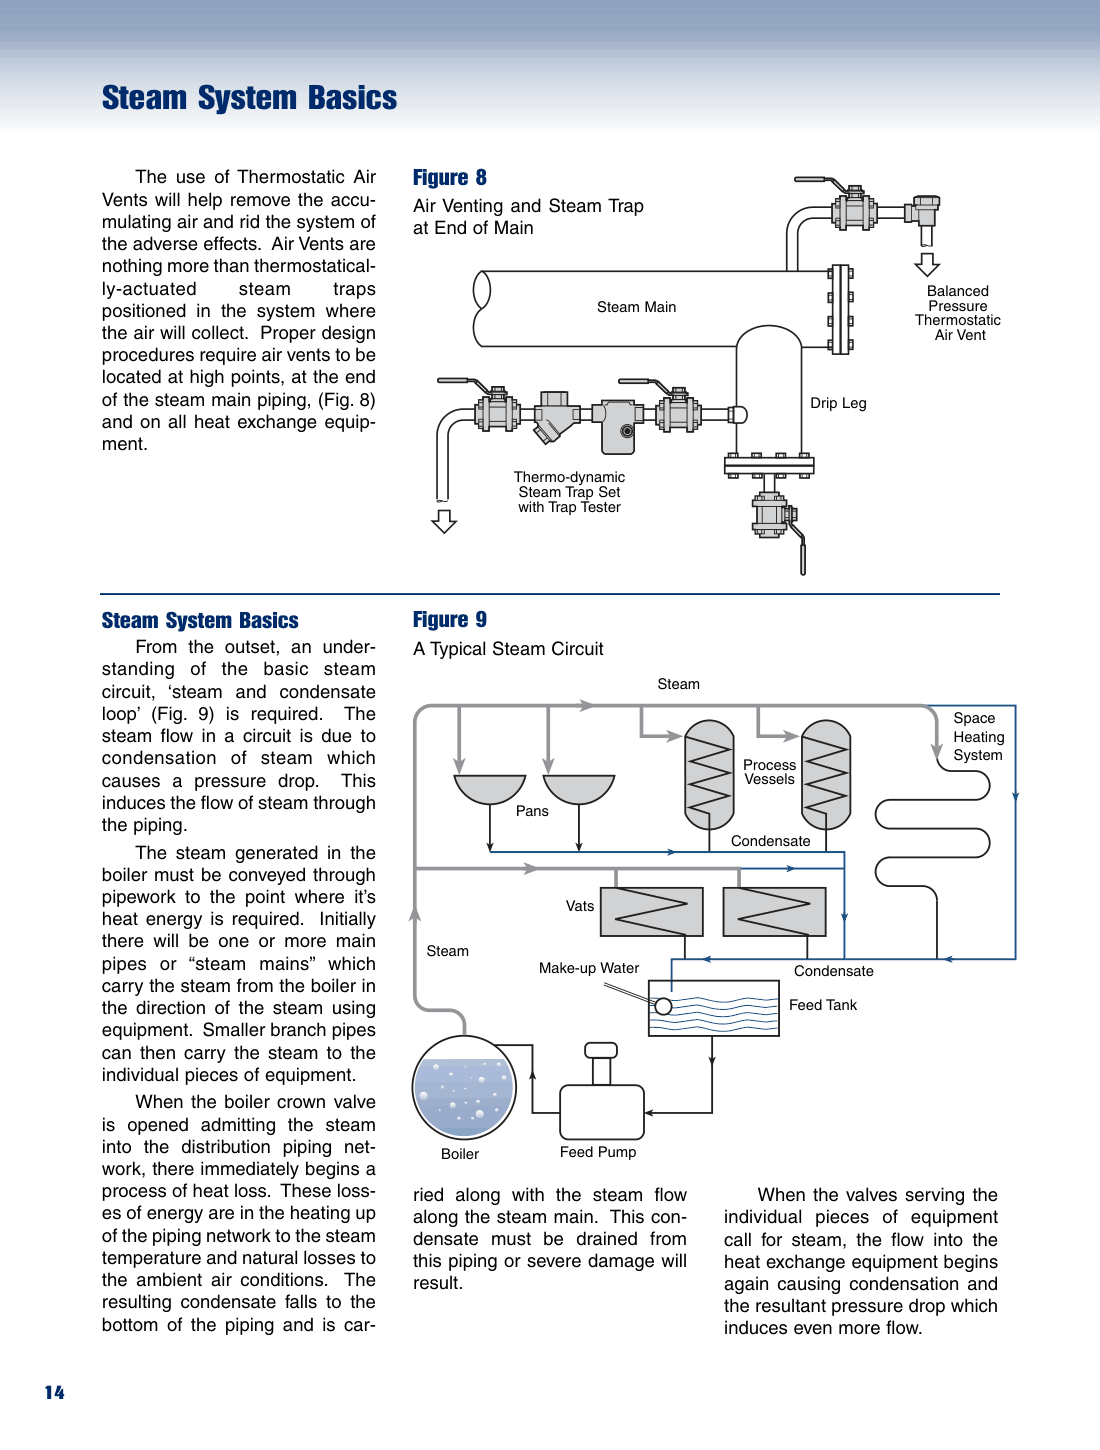 Steam System Basics
The use of Thermostatic Air
Vents will help remove the accu-
mulating air and rid the system of
the adverse effects.  Air Vents are
nothing more than thermostatical-
ly-actuated steam traps
positioned in the system where
the air will collect.  Proper design
procedures require air vents to be
located at high points, at the end
of the steam main piping, (Fig. 8)
and on all heat exchange equip-
ment.
Figure 8
Air Venting and Steam Trap
at End of Main
Steam Main
Balanced
Pressure
Thermostatic
Air Vent
Drip Leg
Thermo-dynamic
Steam Trap Set
with Trap Tester
Steam System Basics
From the outset, an under-
standing of the basic steam
circuit, ‘steam and condensate
loop’ (Fig. 9) is required.  The
steam flow in a circuit is due to
condensation of steam which
causes a pressure drop.  This
induces the flow of steam through
the piping.
The steam generated in the
boiler must be conveyed through
pipework to the point where it’s
heat energy is required.  Initially
there will be one or more main
pipes or “steam mains” which
carry the steam from the boiler in
the direction of the steam using
equipment.  Smaller branch pipes
can then carry the steam to the
individual pieces of equipment.
When the boiler crown valve
is opened admitting the steam
into the distribution piping net-
work, there immediately begins a
process of heat loss.  These loss-
es of energy are in the heating up
of the piping network to the steam
temperature and natural losses to
the ambient air conditions.  The
resulting condensate falls to the
bottom of the piping and is car-
Figure 9
A Typical Steam Circuit
Steam
Space
Heating
System
Process
Vessels
Pans
Condensate
Vats
Steam
Make-up Water
Condensate
Feed Tank
Boiler
Feed Pump
ried along with the steam flow
along the steam main.  This con-
densate must be drained from
this piping or severe damage will
result.
When the valves serving the
individual pieces of equipment
call for steam, the flow into the
heat exchange equipment begins
again causing condensation and
the resultant pressure drop which
induces even more flow.
14